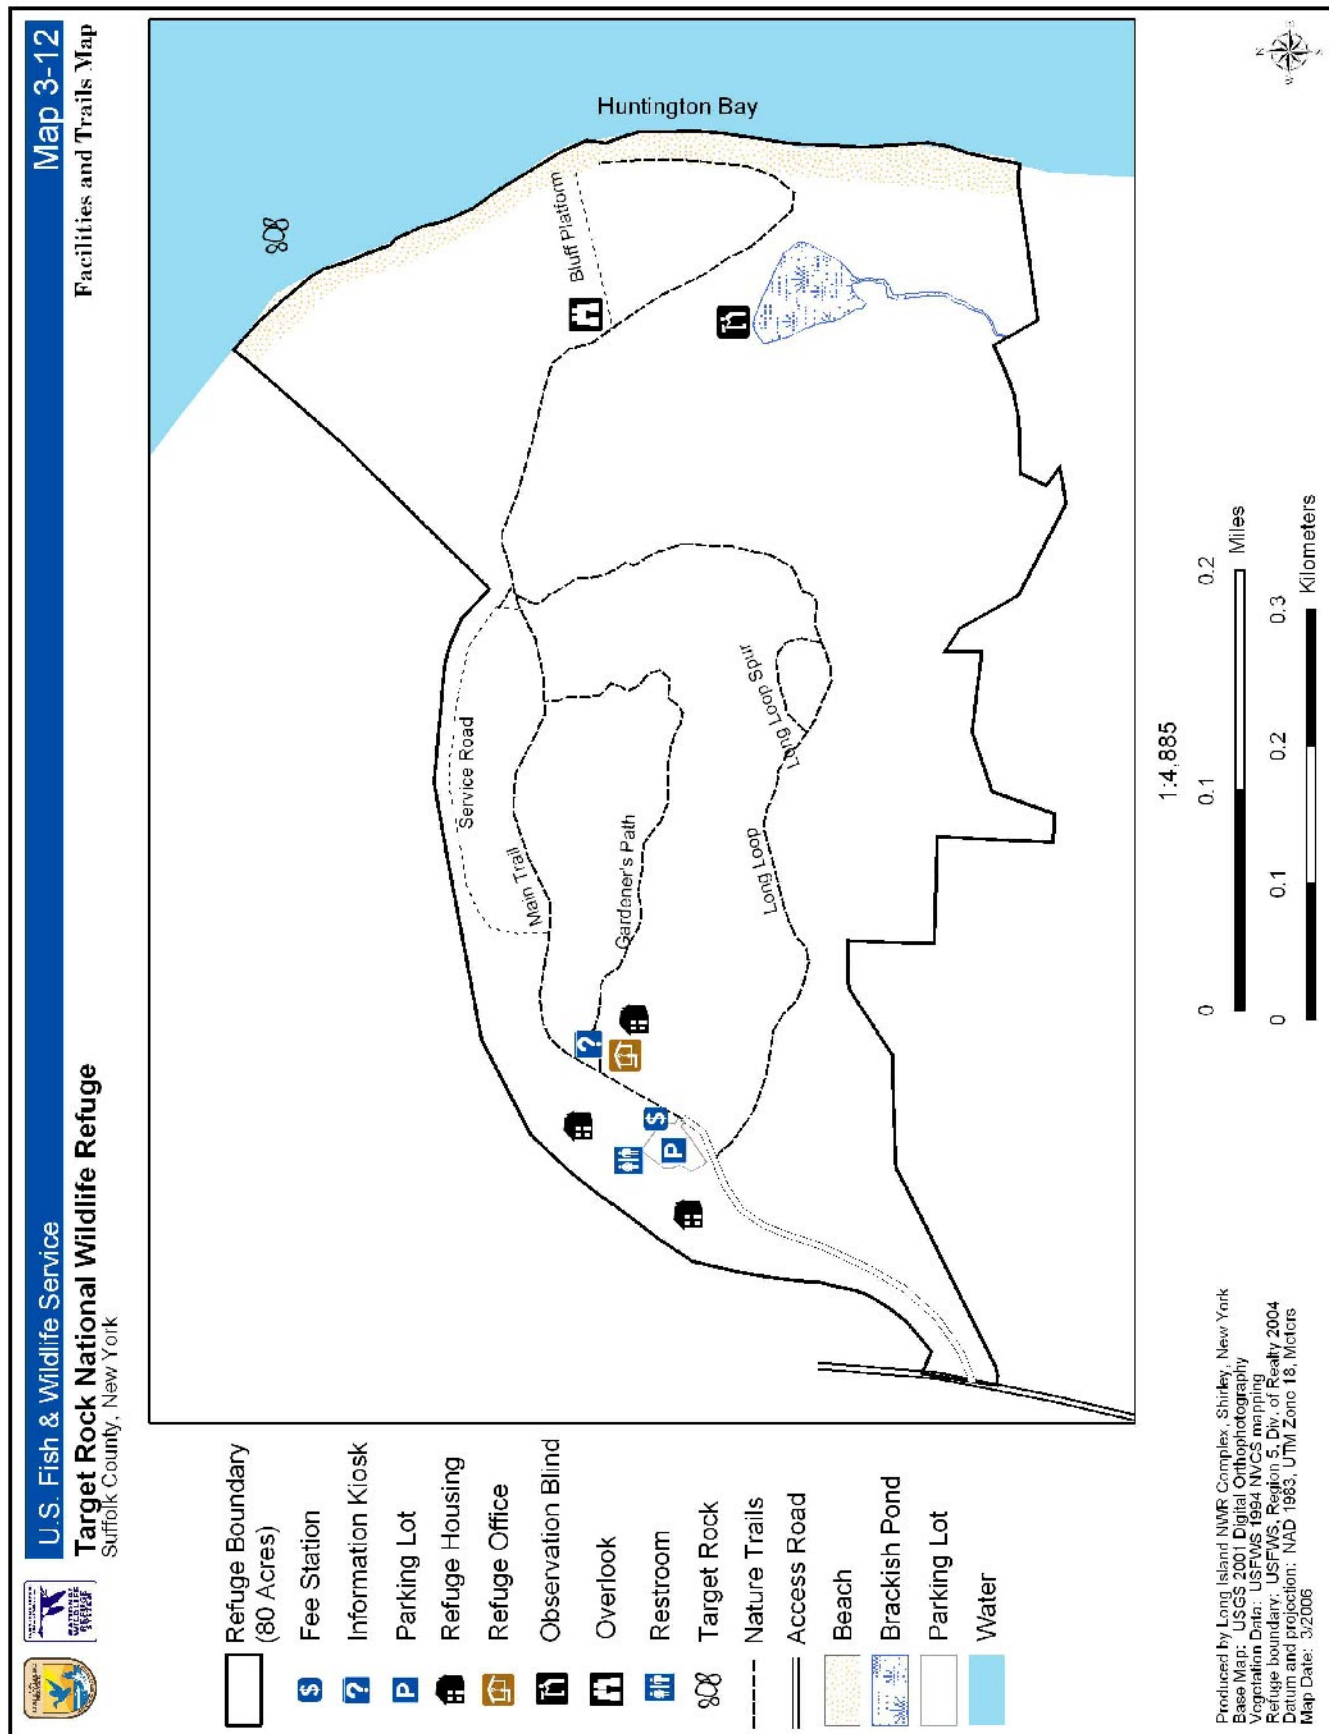 U.S. Fish & Wildlife Service
Map 3-12
Target Rock National Wildlife Refuge
Facilities and Trails Map
Suffolk County, New York
Refuge Boundary
(80 Acres)
$ Fee Station
? Information Kiosk
P Parking Lot
Refuge Housing
Refuge Office
Observation Blind
Overlook
Restroom
Target Rock
Nature Trails
Access Road
Beach
Brackish Pond
Parking Lot
Water
Huntington Bay
Bluff Platform
Service Road
Main Trail
Gardener's Path
Long Loop Spur
Long Loop
?
$
P
1:4,885
0 0.1 0.2
Miles
0 0.1 0.2 0.3
Kilometers
N
W E
S
Produced by Long Island NWR Complex, Shirley, New York
Base Map: USGS 2001 Digital Orthophotography
Vegetation Data: USFWS 1994 NVCS mapping
Refuge boundary: USFWS, Region 5, Div. of Realty 2004
Datum and projection: NAD 1983, UTM Zone 18, Meters
Map Date: 3/2006